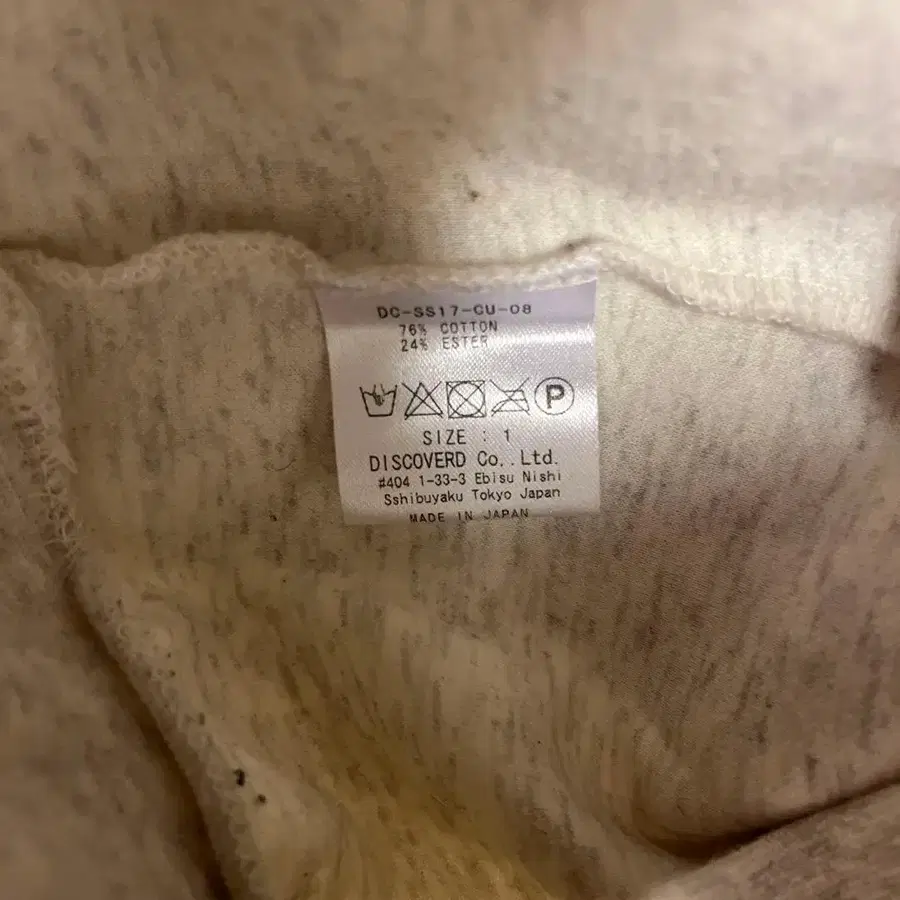 DC-SS17-CU-08
76% COTTON
24% ESTER
P
SIZE : 1
DISCOVERD Co.,Ltd.
#404 1-33-3 Ebisu Nishi
Sshibuyaku Tokyo Japan
MADE IN JAPAN